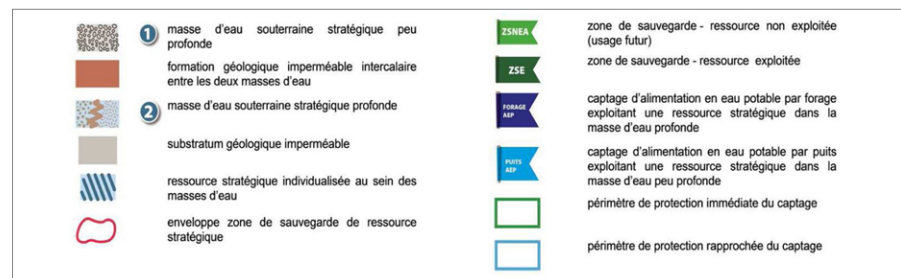 1
masse d'eau souterraine stratégique peu
profonde
formation géologique imperméable intercalaire
entre les deux masses d'eau
2
masse d'eau souterraine stratégique profonde
substratum géologique imperméable
ressource stratégique individualisée au sein des
masses d'eau
enveloppe zone de sauvegarde de ressource
stratégique
ZSNEA
zone de sauvegarde - ressource non exploitée
(usage futur)
ZSE
zone de sauvegarde - ressource exploitée
FORAGE
AEP
captage d'alimentation en eau potable par forage
exploitant une ressource stratégique dans la
masse d'eau profonde
PUITS
AEP
captage d'alimentation en eau potable par puits
exploitant une ressource stratégique dans la
masse d'eau peu profonde
périmètre de protection immédiate du captage
périmètre de protection rapprochée du captage